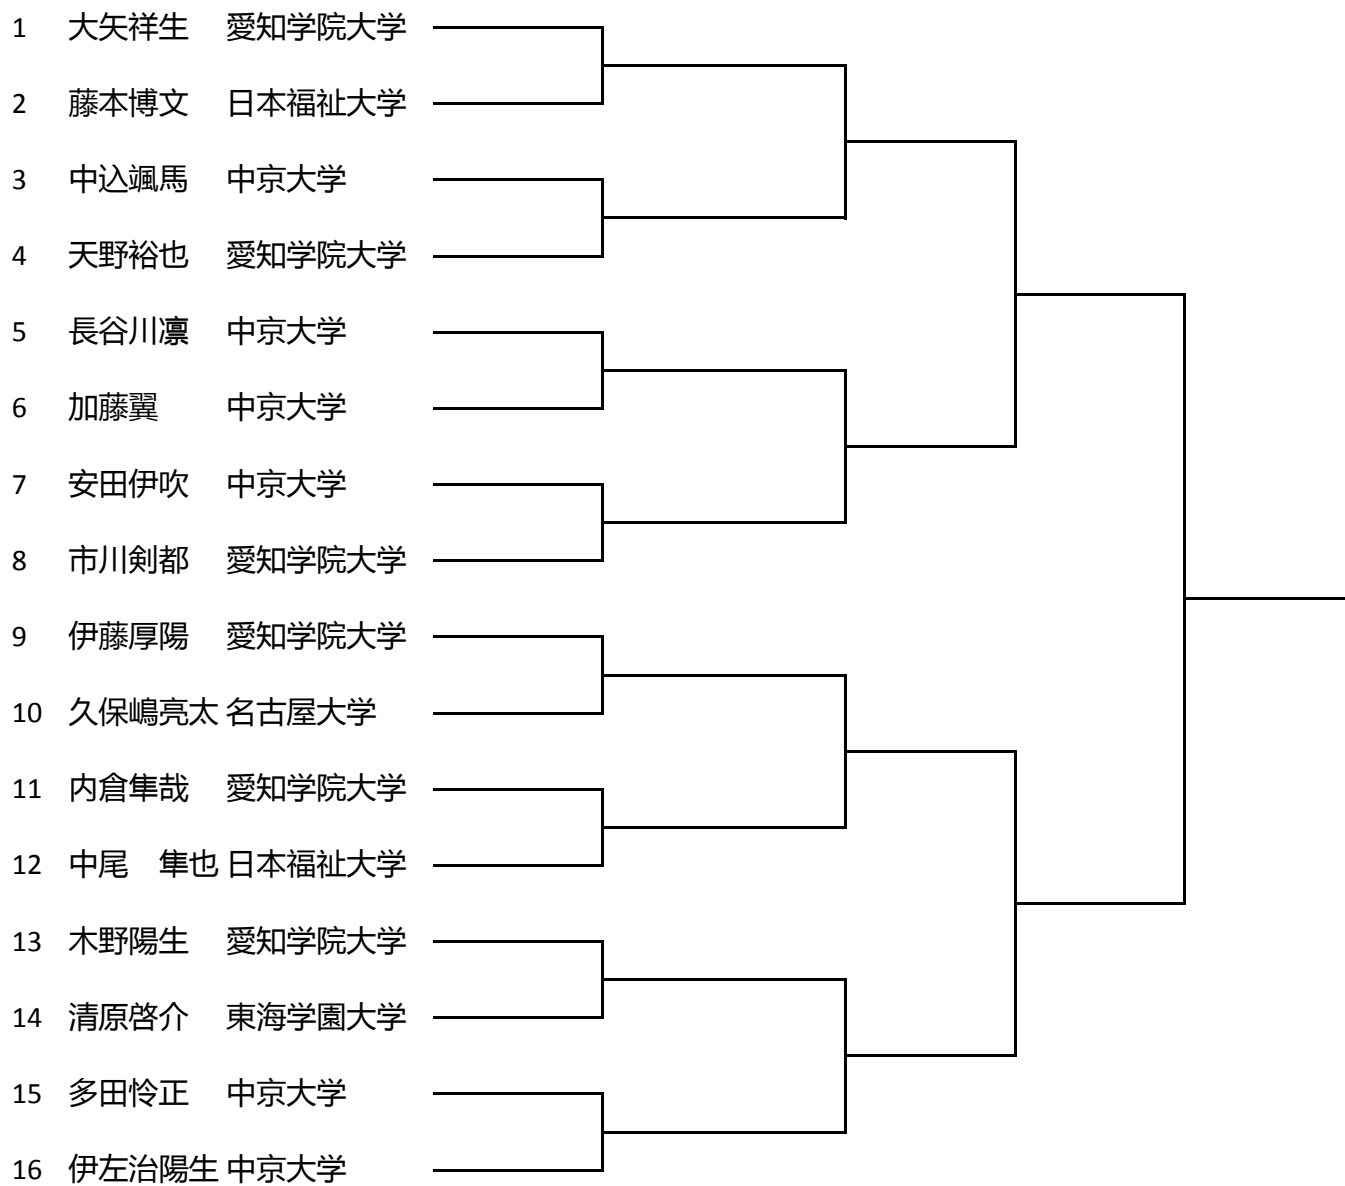 1 大矢祥生 愛知学院大学
2 藤本博文 日本福祉大学
3 中込颯馬 中京大学
4 天野裕也 愛知学院大学
5 長谷川凛 中京大学
6 加藤翼 中京大学
7 安田伊吹 中京大学
8 市川剣都 愛知学院大学
9 伊藤厚陽 愛知学院大学
10 久保嶋亮太 名古屋大学
11 内倉隼哉 愛知学院大学
12 中尾　隼也 日本福祉大学
13 木野陽生 愛知学院大学
14 清原啓介 東海学園大学
15 多田怜正 中京大学
16 伊左治陽生 中京大学